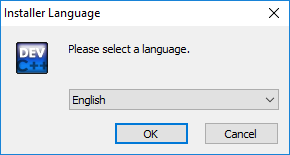 Installer Language
DEV
C++
Please select a language.
English
OK
Cancel